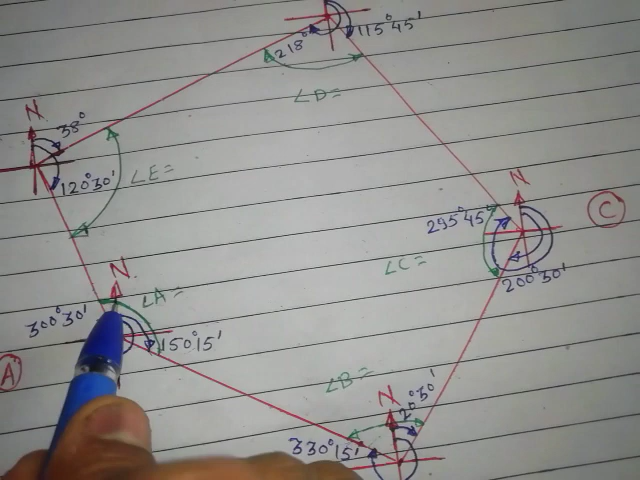 218°
115°45'
∠D=
N
38°
120°30'
∠E=
N
295°45'
C
∠C=
200°30'
N
∠A=
300°30'
150°15'
A
∠B=
N
20°30'
330°15'